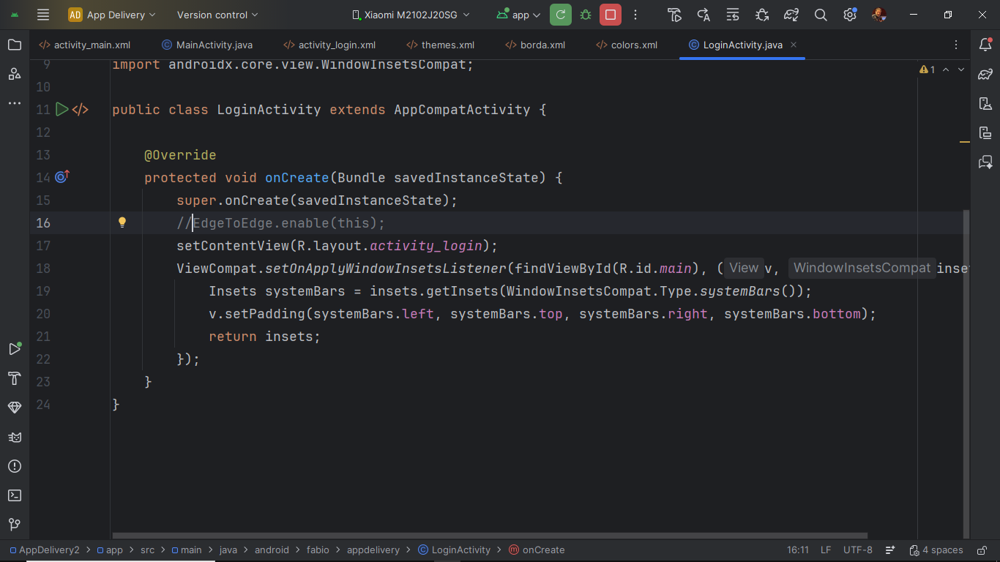 AD App Delivery Version control Xiaomi M2102J20SG app
activity_main.xml MainActivity.java activity_login.xml themes.xml borda.xml colors.xml LoginActivity.java
9 import androidx.core.view.WindowInsetsCompat;
1
10
11 public class LoginActivity extends AppCompatActivity {
12
13 @Override
14 protected void onCreate(Bundle savedInstanceState) {
15 super.onCreate(savedInstanceState);
16 //EdgeToEdge.enable(this);
17 setContentView(R.layout.activity_login);
18 ViewCompat.setOnApplyWindowInsetsListener(findViewById(R.id.main), ( View v, WindowInsetsCompat inse
19 Insets systemBars = insets.getInsets(WindowInsetsCompat.Type.systemBars());
20 v.setPadding(systemBars.left, systemBars.top, systemBars.right, systemBars.bottom);
21 return insets;
22 });
23 }
24 }
AppDelivery2 > app > src > main > java > android > fabio > appdelivery > LoginActivity > onCreate 16:11 LF UTF-8 4 spaces